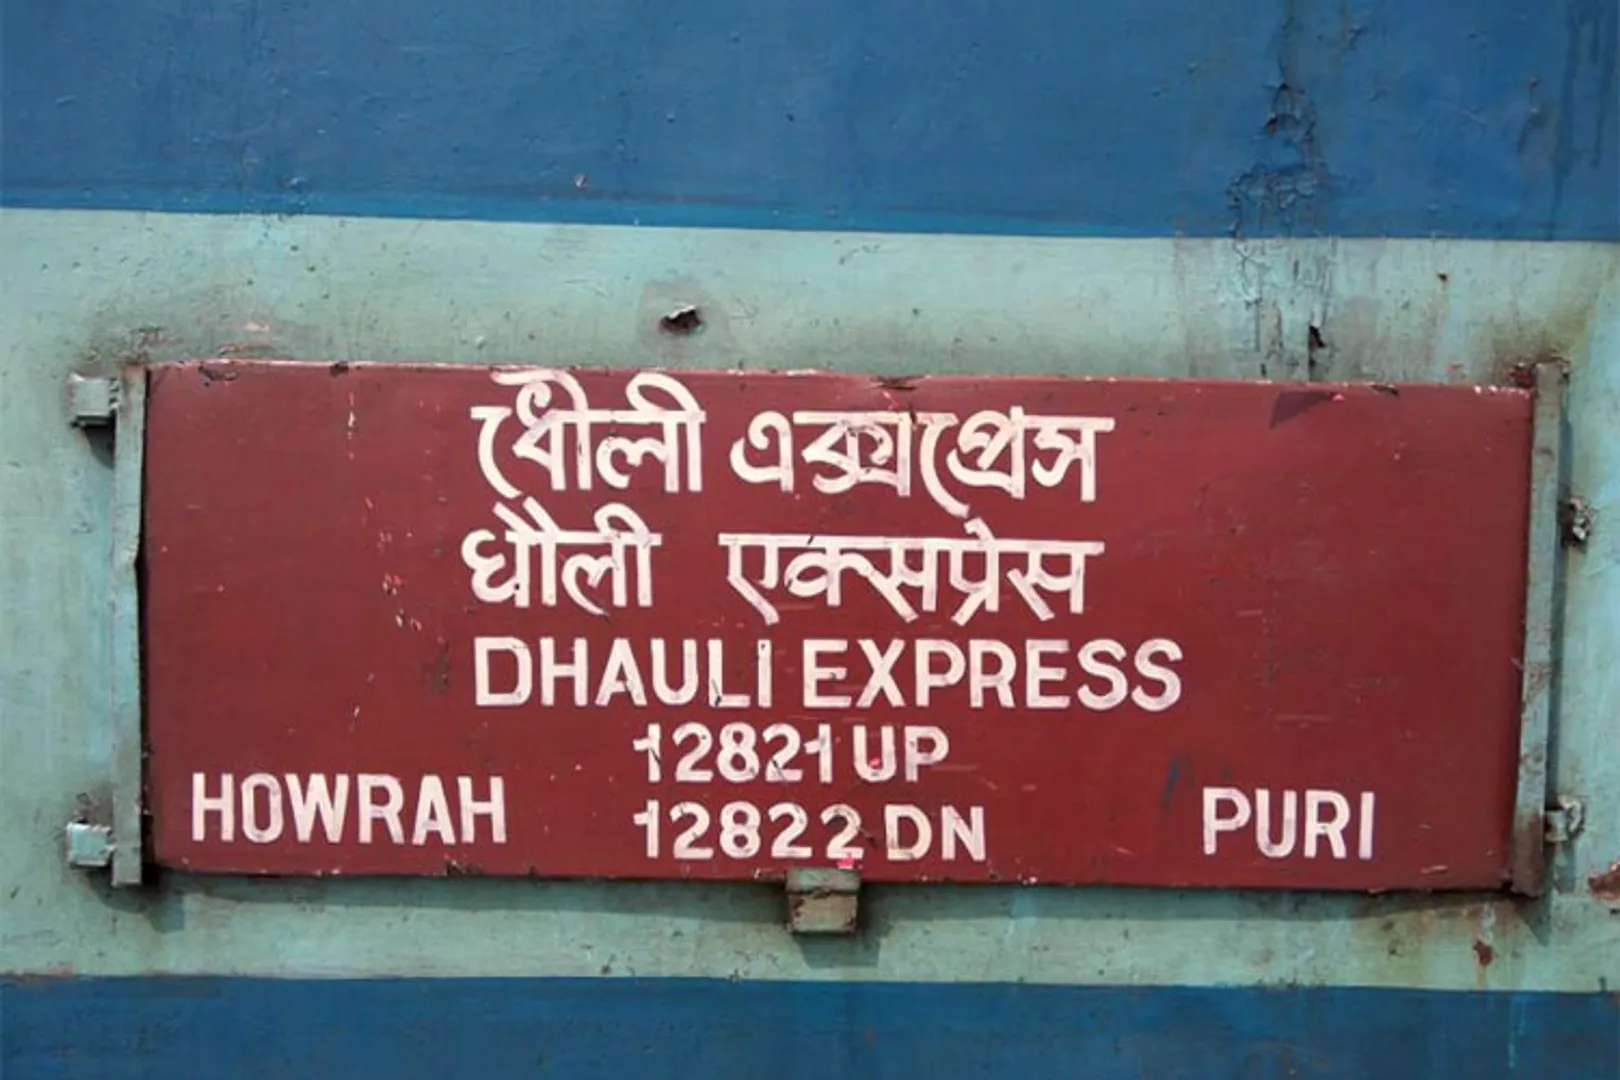 ধৌলী এক্সপ্রেস
धौली एक्सप्रेस
DHAULI EXPRESS
12821 UP
HOWRAH 12822 DN PURI